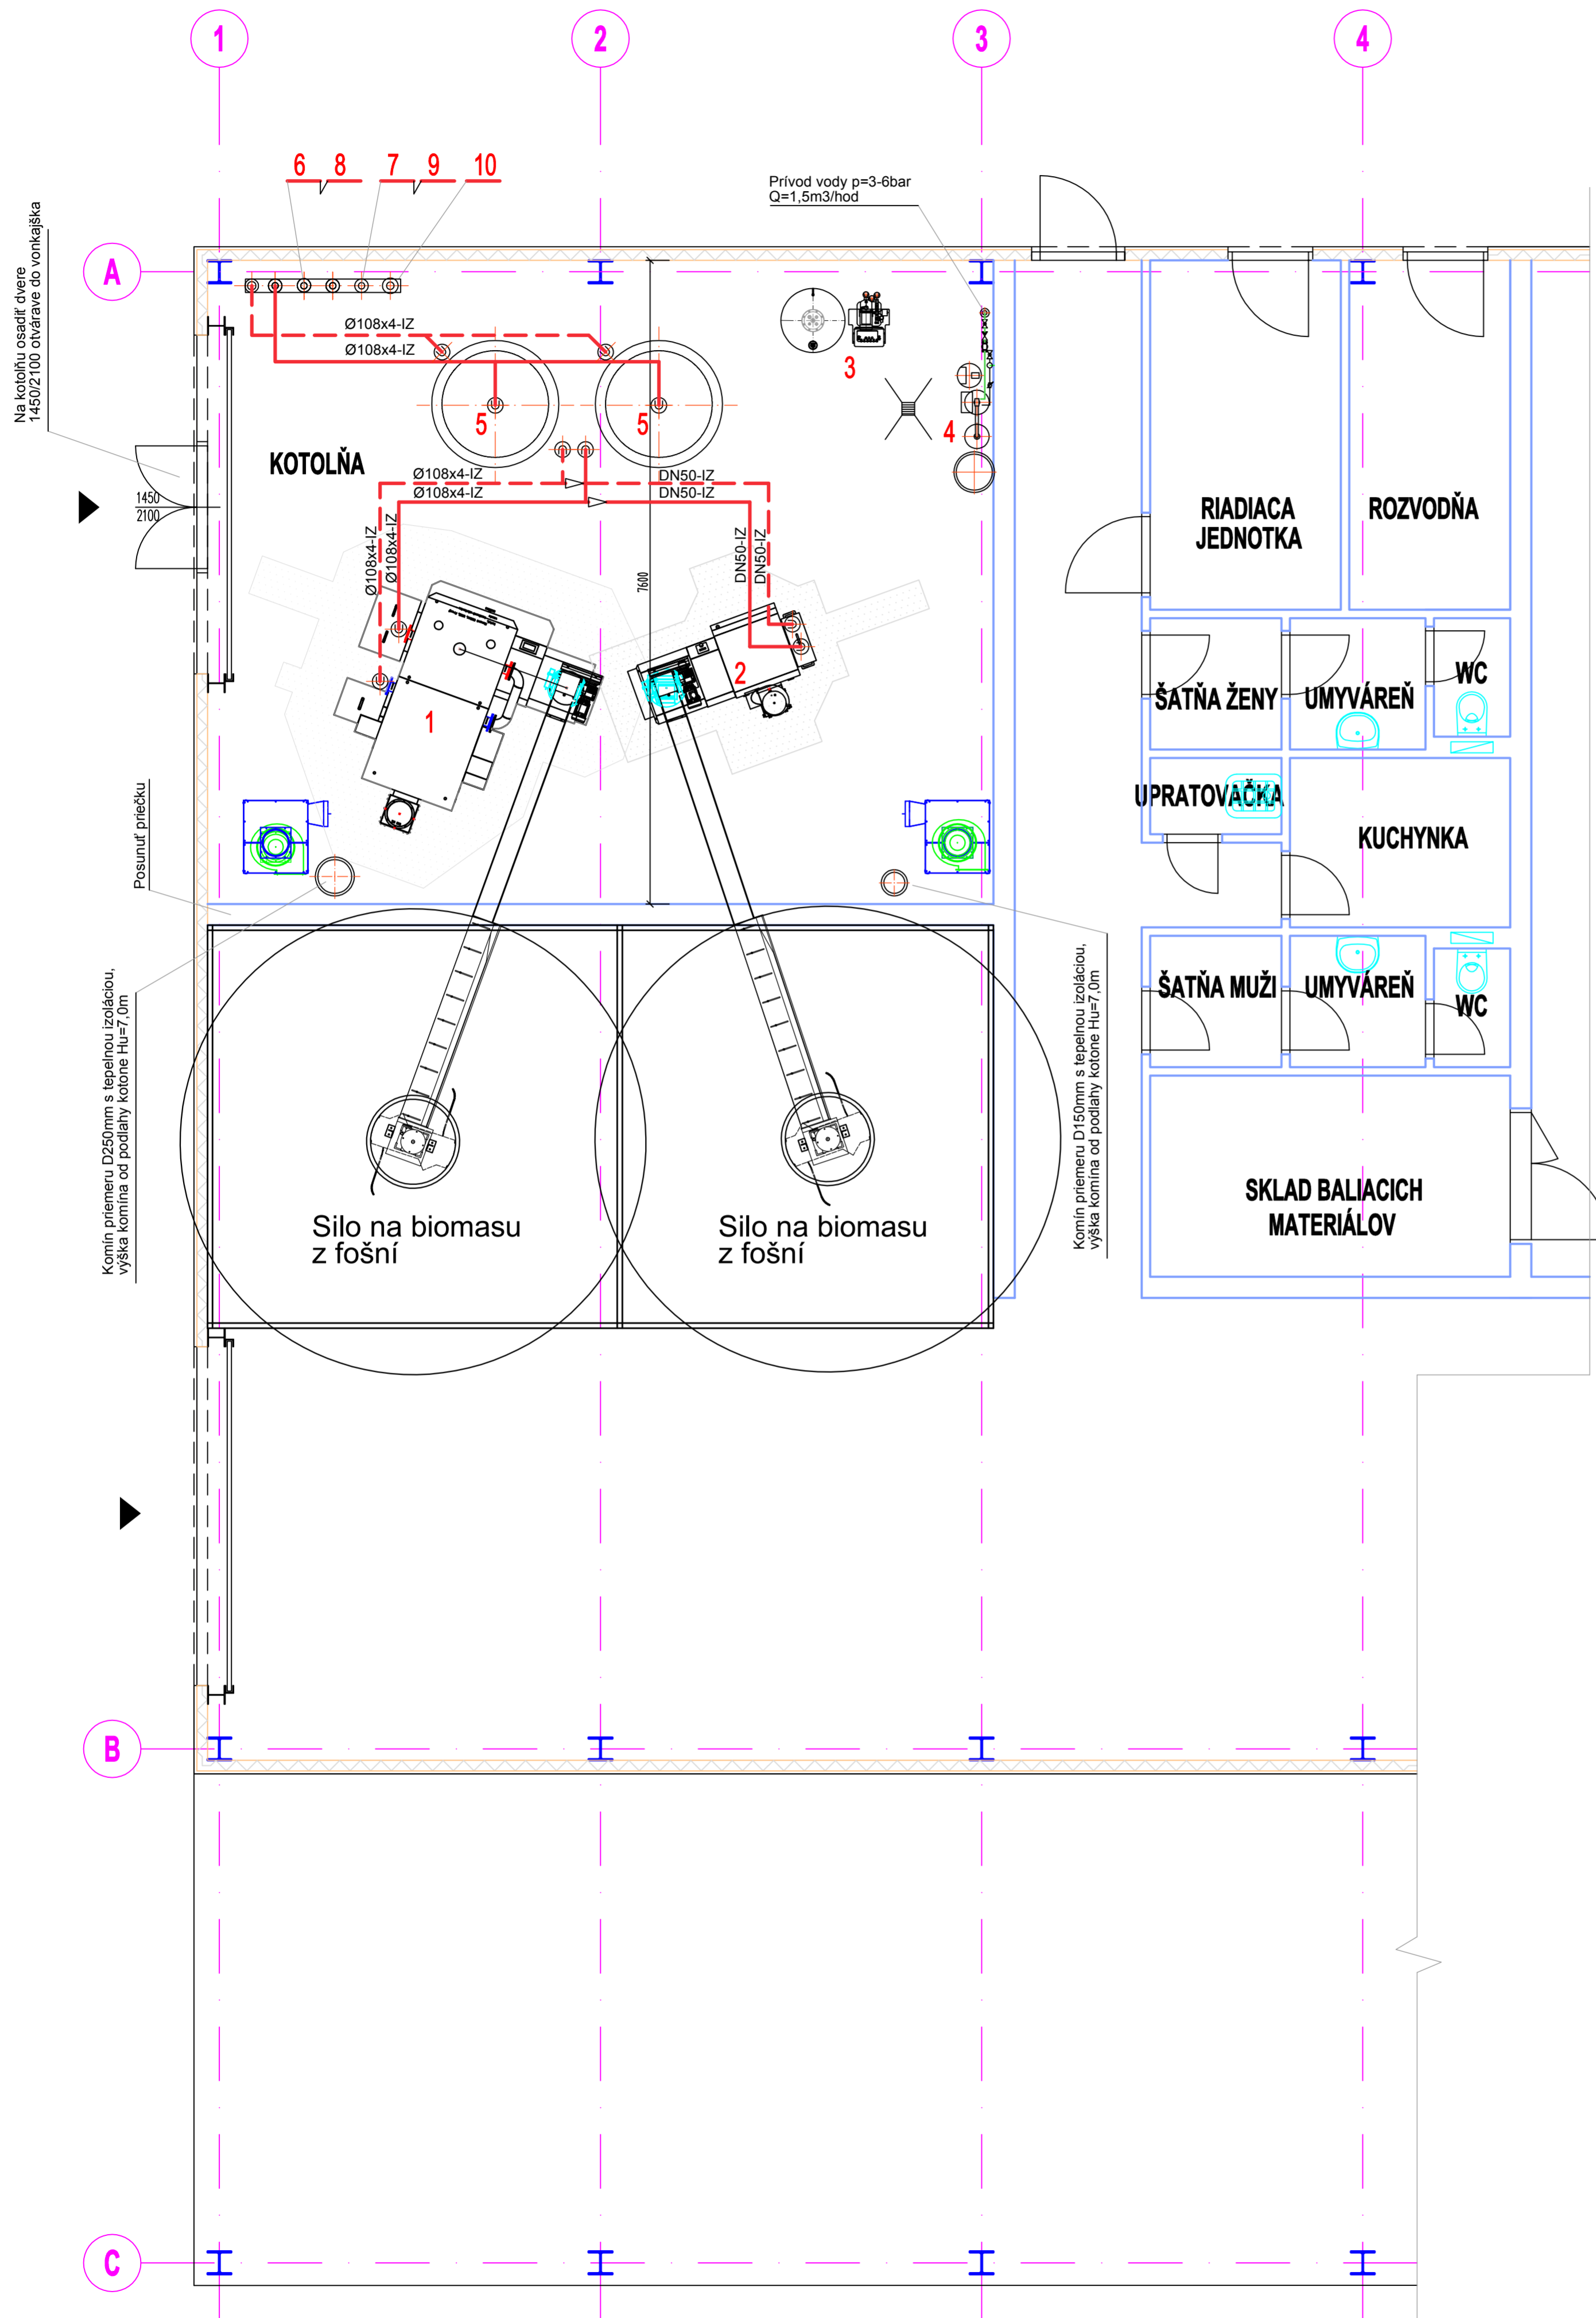 1
2
3
4
6 8 7 9 10
Prívod vody p=3-6bar
Q=1,5m3/hod
Na kotolňu osadiť dvere
1450/2100 otvárave do vonkajška
A
Ø108x4-IZ
Ø108x4-IZ
3
5
5
4
KOTOLŇA
Ø108x4-IZ
Ø108x4-IZ
DN50-IZ
DN50-IZ
1450
2100
RIADIACA
JEDNOTKA
ROZVODŇA
Ø108x4-IZ
Ø108x4-IZ
7600
DN50-IZ
DN50-IZ
1
2
ŠATŇA ŽENY
UMYVÁREŇ
WC
UPRATOVAČKA
KUCHYNKA
Posunuť priečku
Komín priemeru D250mm s tepelnou izoláciou,
výška komína od podlahy kotone Hu=7,0m
Komín priemeru D150mm s tepelnou izoláciou,
výška komína od podlahy kotone Hu=7,0m
ŠATŇA MUŽI
UMYVÁREŇ
WC
Silo na biomasu
z fošní
Silo na biomasu
z fošní
SKLAD BALIACICH
MATERIÁLOV
B
C